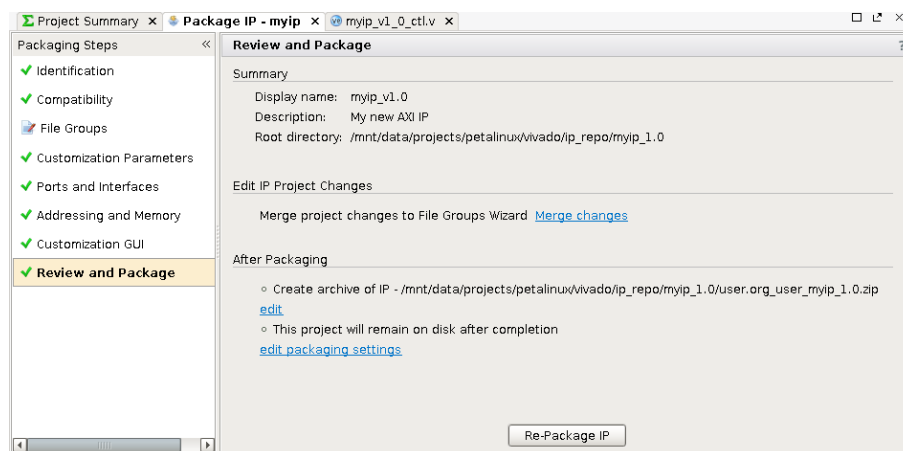 Project Summary
Package IP - myip
myip_v1_0_ctl.v
Packaging Steps
Identification
Compatibility
File Groups
Customization Parameters
Ports and Interfaces
Addressing and Memory
Customization GUI
Review and Package
Review and Package
?
Summary
Display name: myip_v1.0
Description: My new AXI IP
Root directory: /mnt/data/projects/petalinux/vivado/ip_repo/myip_1.0
Edit IP Project Changes
Merge project changes to File Groups Wizard Merge changes
After Packaging
Create archive of IP - /mnt/data/projects/petalinux/vivado/ip_repo/myip_1.0/user.org_user_myip_1.0.zip
edit
This project will remain on disk after completion
edit packaging settings
Re-Package IP